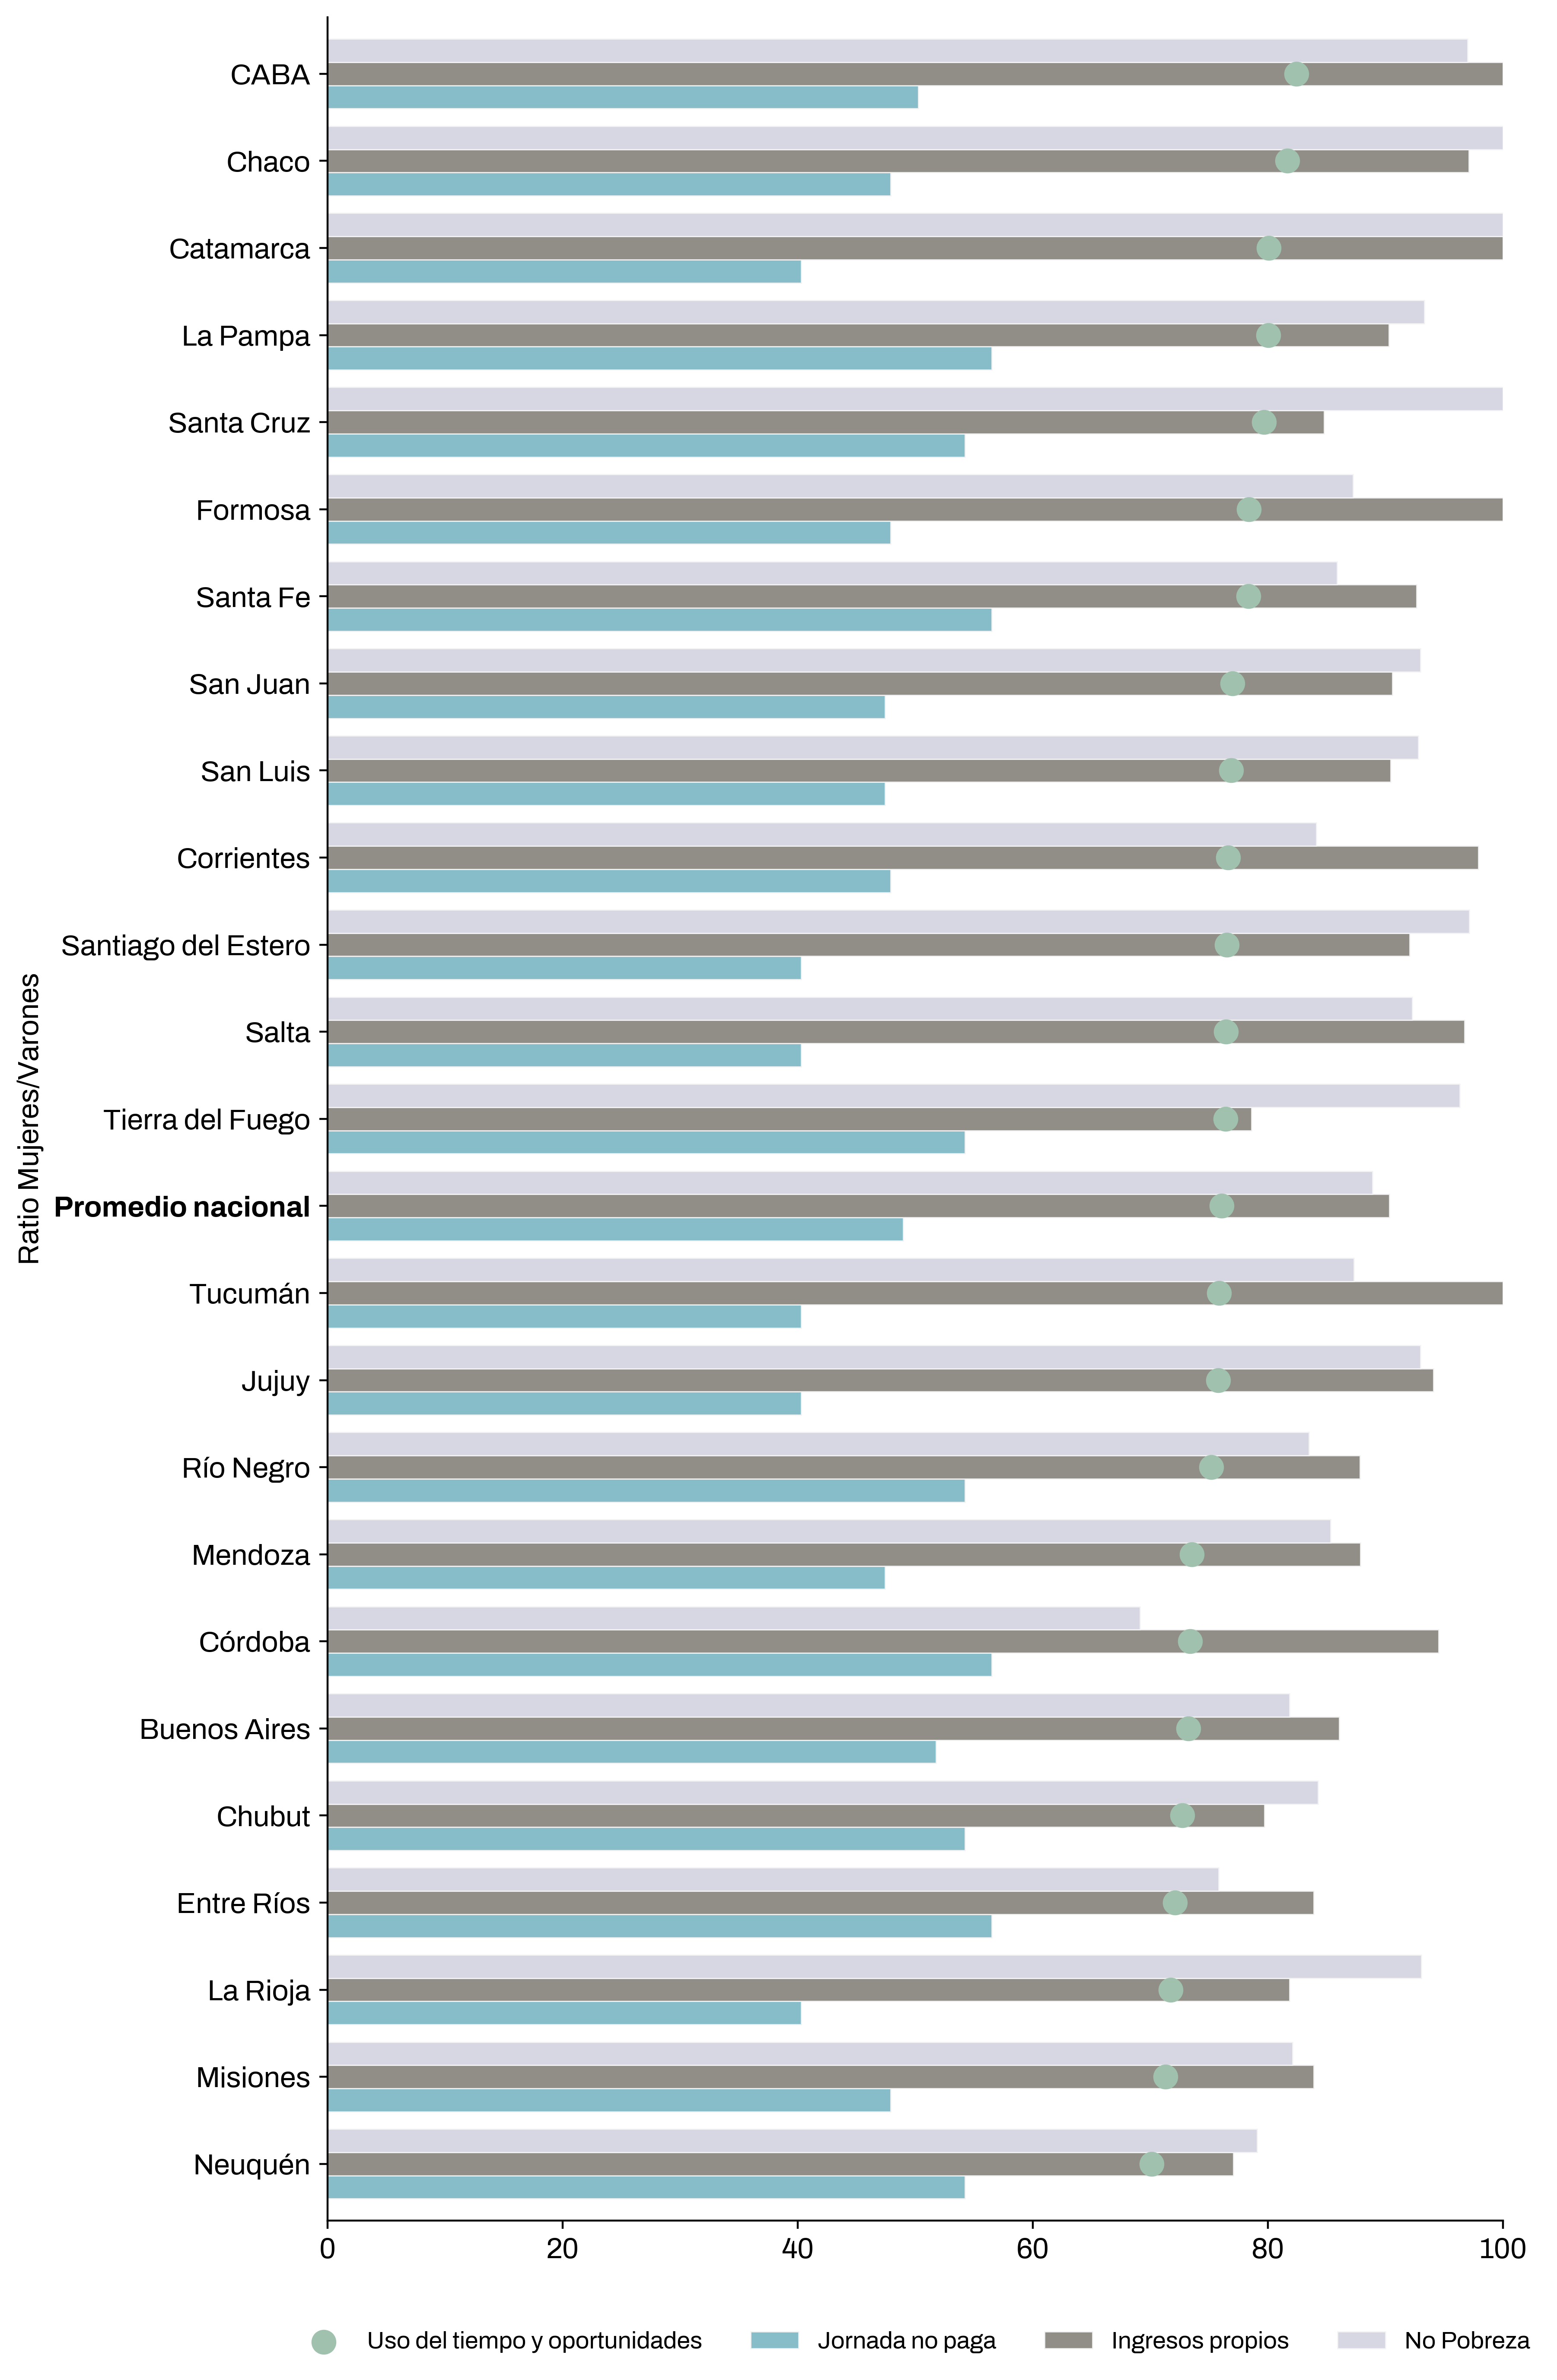 CABA
Chaco
Catamarca
La Pampa
Santa Cruz
Formosa
Santa Fe
San Juan
San Luis
Corrientes
Santiago del Estero
Salta
Tierra del Fuego
Promedio nacional
Tucumán
Jujuy
Río Negro
Mendoza
Córdoba
Buenos Aires
Chubut
Entre Ríos
La Rioja
Misiones
Neuquén
Ratio Mujeres/Varones
0 20 40 60 80 100
Uso del tiempo y oportunidades Jornada no paga Ingresos propios No Pobreza